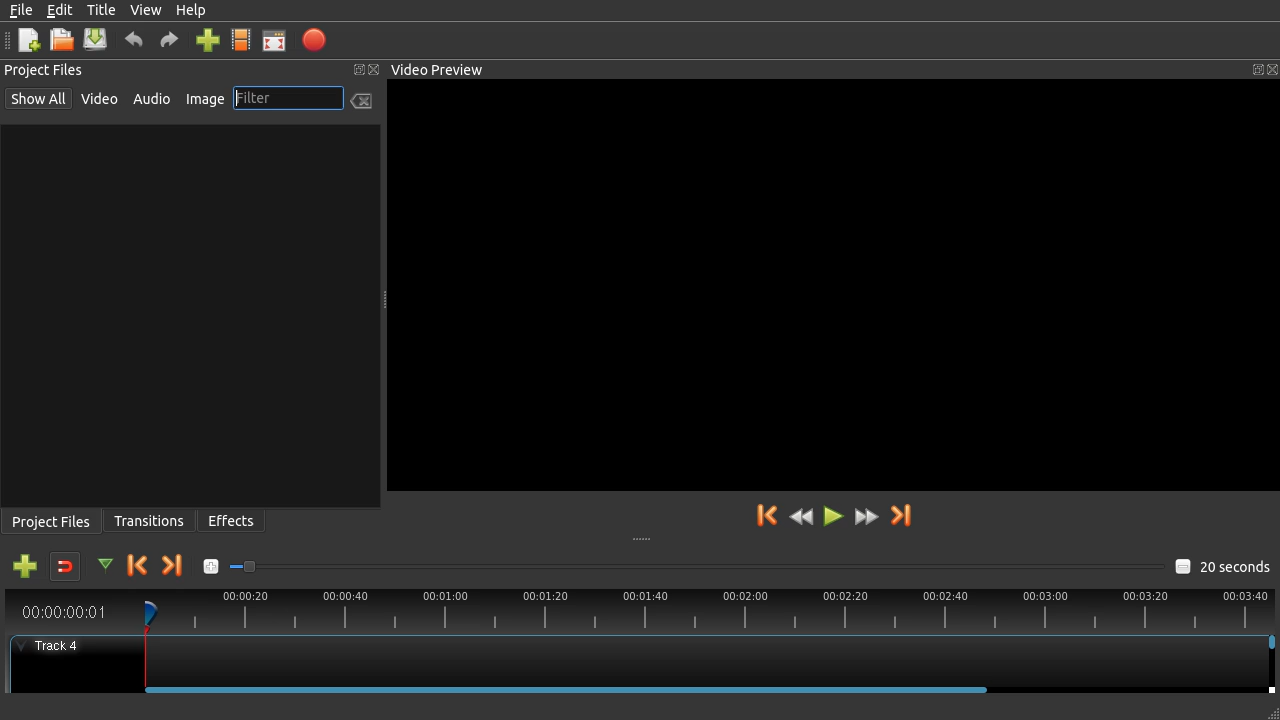 File Edit Title View Help
Project Files
Video Preview
Show All Video Audio Image Filter
Project Files Transitions Effects
20 seconds
00:00:00:01
00:00:20 00:00:40 00:01:00 00:01:20 00:01:40 00:02:00 00:02:20 00:02:40 00:03:00 00:03:20 00:03:40
Track 4